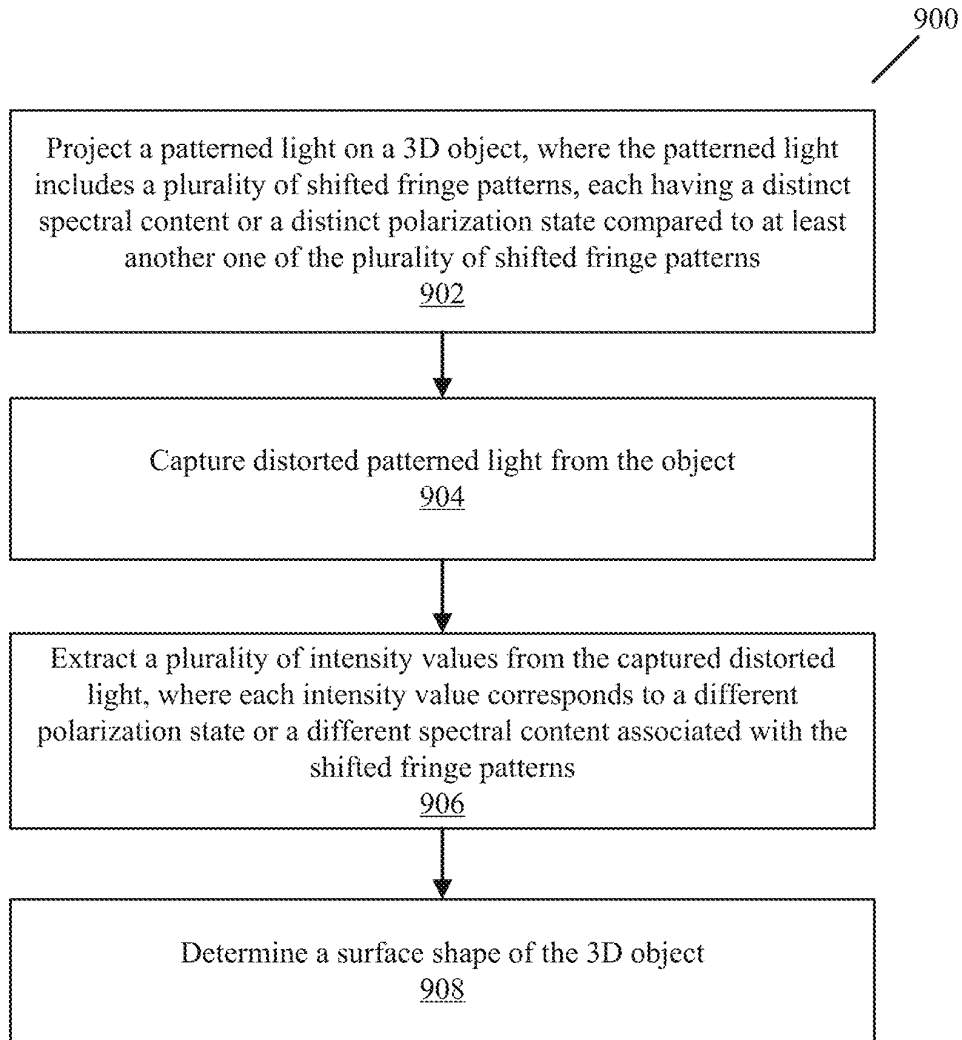 900
Project a patterned light on a 3D object, where the patterned light
includes a plurality of shifted fringe patterns, each having a distinct
spectral content or a distinct polarization state compared to at least
another one of the plurality of shifted fringe patterns
902
Capture distorted patterned light from the object
904
Extract a plurality of intensity values from the captured distorted
light, where each intensity value corresponds to a different
polarization state or a different spectral content associated with the
shifted fringe patterns
906
Determine a surface shape of the 3D object
908